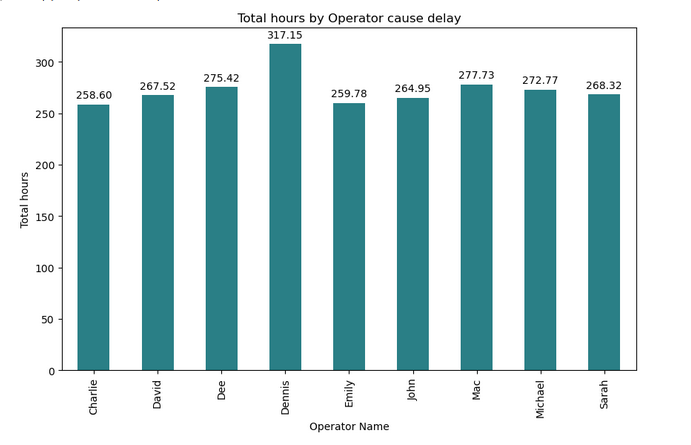 Total hours by Operator cause delay
317.15
258.60
267.52
275.42
259.78
264.95
277.73
272.77
268.32
300
250
200
150
100
50
0
Total hours
Charlie
David
Dee
Dennis
Emily
John
Mac
Michael
Sarah
Operator Name